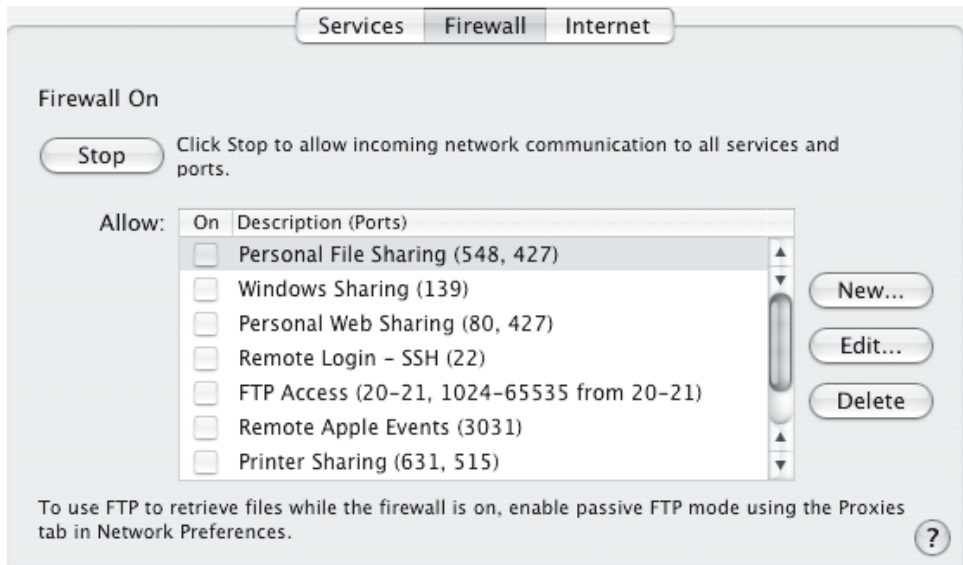 Services Firewall Internet
Firewall On
Stop
Click Stop to allow incoming network communication to all services and
ports.
Allow:
On Description (Ports)
Personal File Sharing (548, 427)
Windows Sharing (139)
Personal Web Sharing (80, 427)
Remote Login – SSH (22)
FTP Access (20–21, 1024–65535 from 20–21)
Remote Apple Events (3031)
Printer Sharing (631, 515)
New...
Edit...
Delete
To use FTP to retrieve files while the firewall is on, enable passive FTP mode using the Proxies
tab in Network Preferences.
?